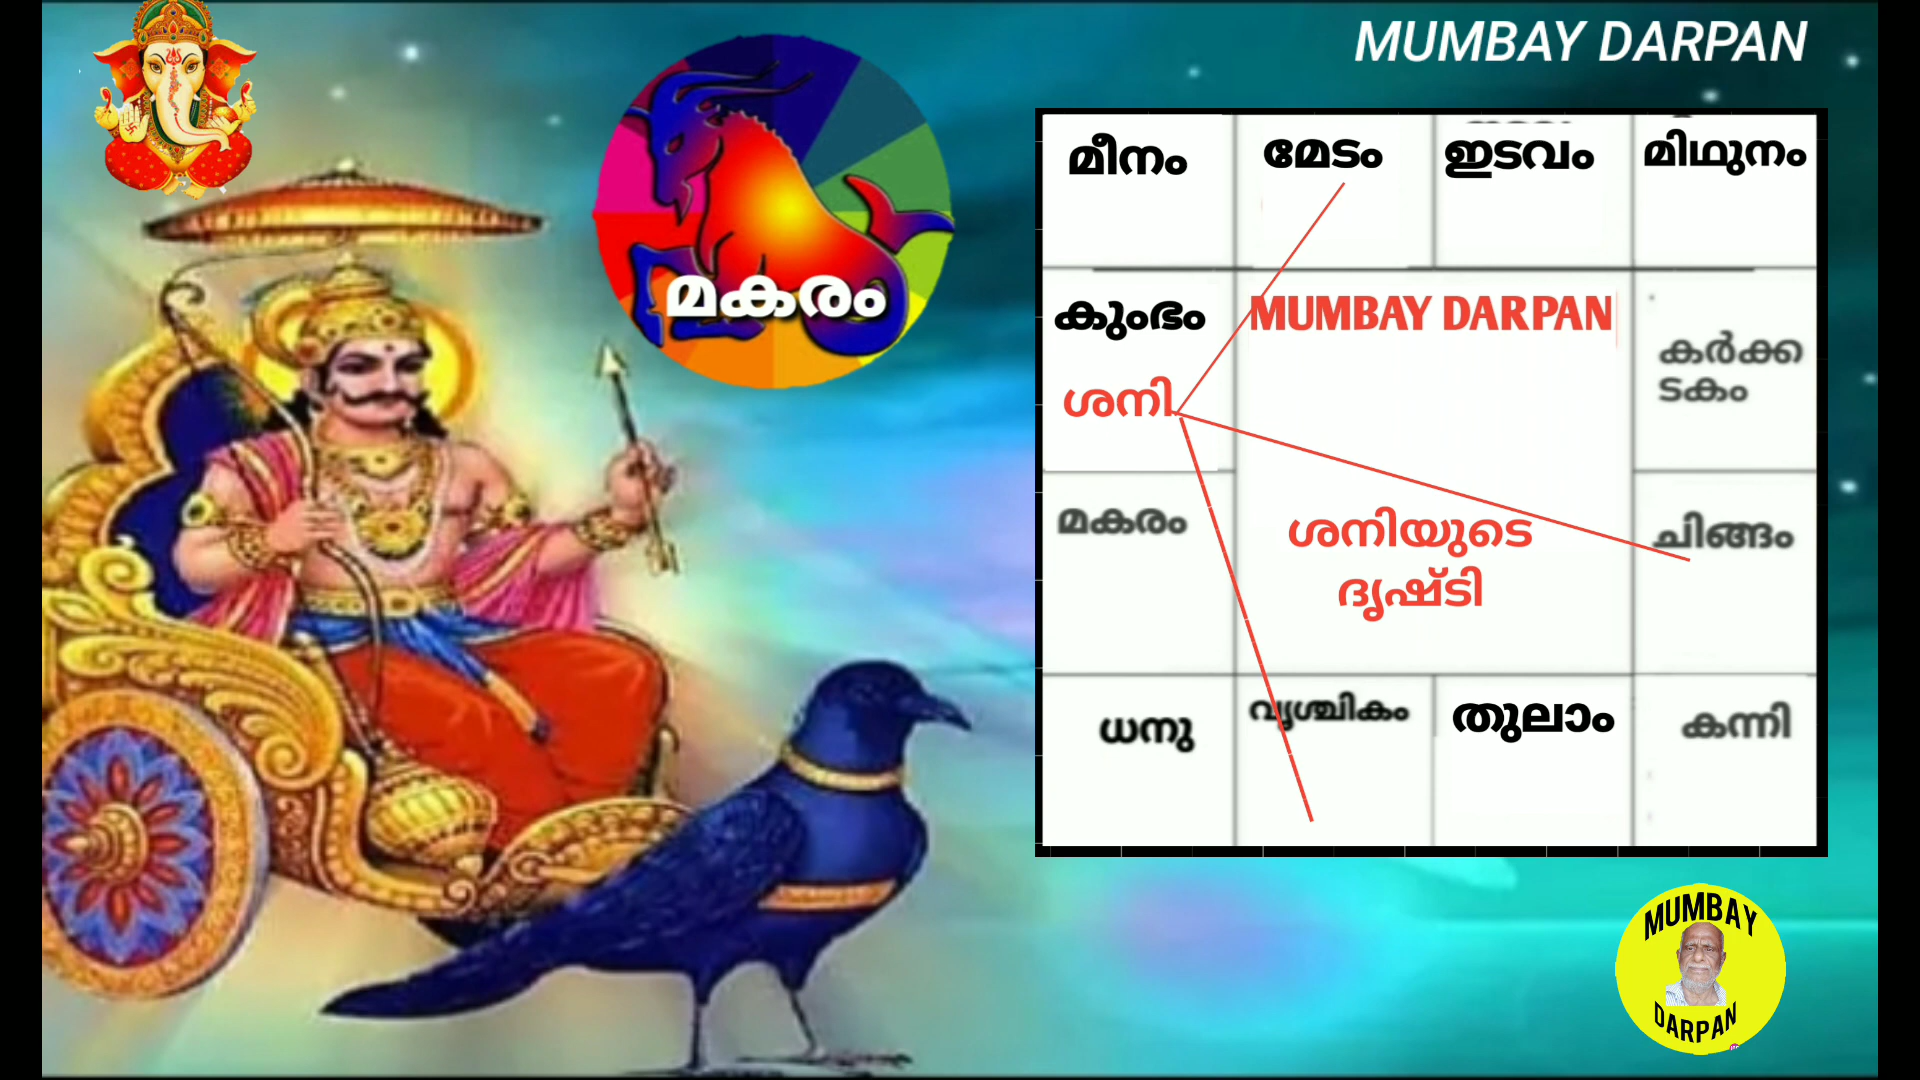 MUMBAY DARPAN
മകരം
മീനം മേടം ഇടവം മിഥുനം
കുംഭം
MUMBAY DARPAN
കർക്ക
ടകം
ശനി
മകരം
ശനിയുടെ
ദൃഷ്ടി
ചിങ്ങം
ധനു വൃശ്ചികം തുലാം കന്നി
MUMBAY
DARPAN